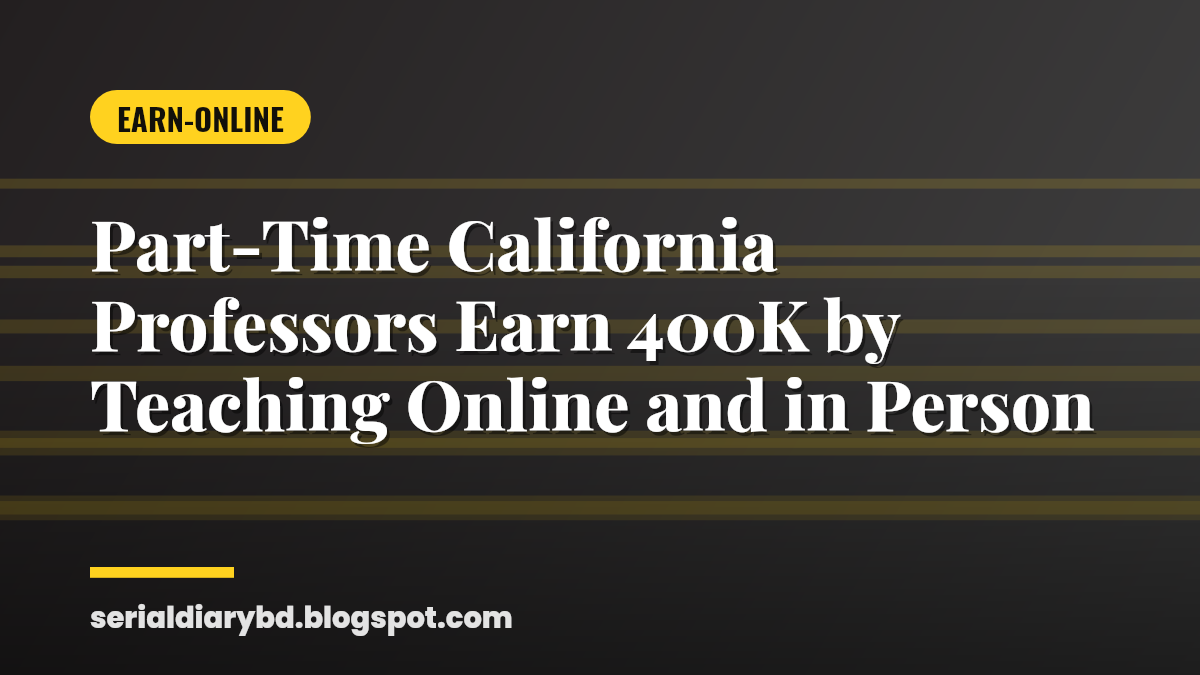 EARN-ONLINE
Part-Time California
Professors Earn 400K by
Teaching Online and in Person
serialdiarybd.blogspot.com